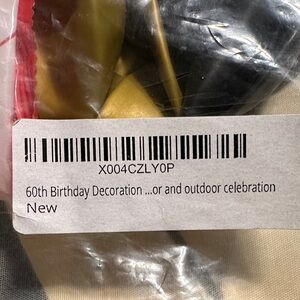 X004CZLY0P
60th Birthday Decoration ...or and outdoor celebration
New